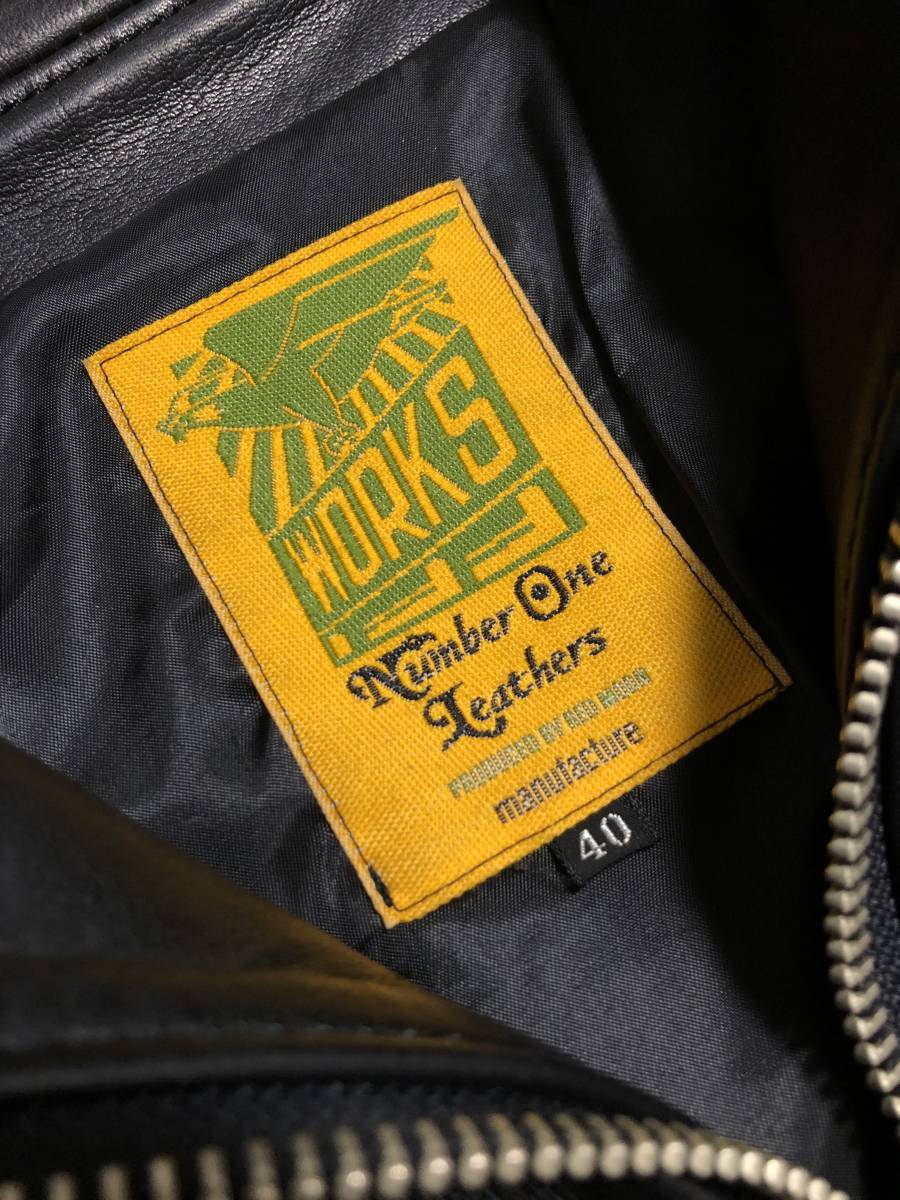 WORKS
Number One
Leathers
PRODUCED BY RED MOON
manufacture
40